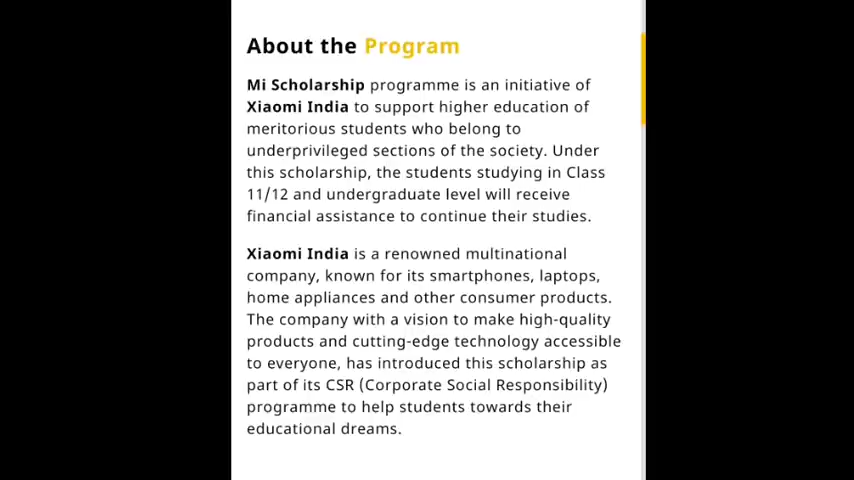 About the Program
Mi Scholarship programme is an initiative of
Xiaomi India to support higher education of
meritorious students who belong to
underprivileged sections of the society. Under
this scholarship, the students studying in Class
11/12 and undergraduate level will receive
financial assistance to continue their studies.
Xiaomi India is a renowned multinational
company, known for its smartphones, laptops,
home appliances and other consumer products.
The company with a vision to make high-quality
products and cutting-edge technology accessible
to everyone, has introduced this scholarship as
part of its CSR (Corporate Social Responsibility)
programme to help students towards their
educational dreams.